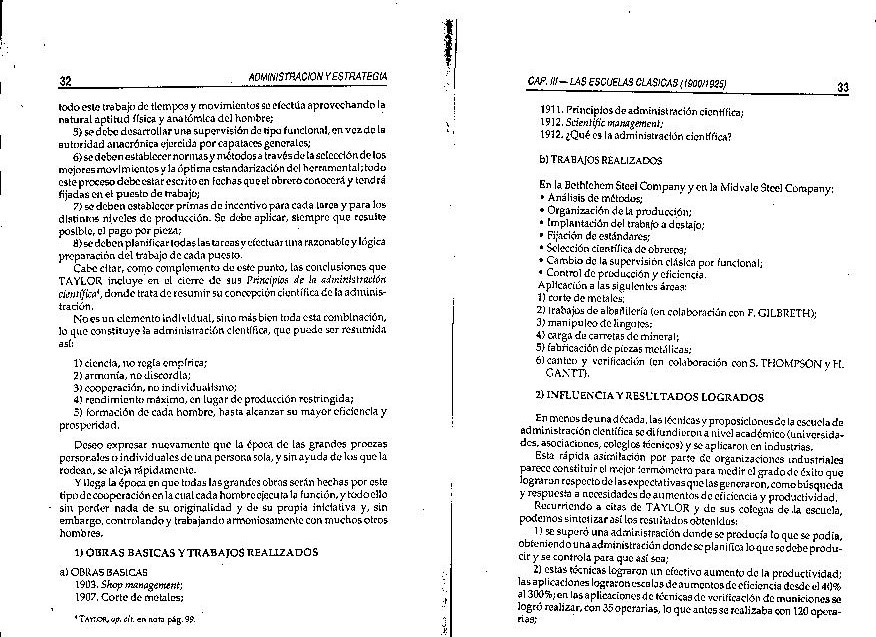 32 ADMINISTRACION Y ESTRATEGIA
todo este trabajo de tiempos y movimientos se efectúa aprovechando la
natural aptitud física y anatómica del hombre;
5) se debe desarrollar una supervisión de tipo funcional, en vez de la
autoridad anacrónica ejercida por capataces generales;
6) se deben establecer normas y métodos a través de la selección de los
mejores movimientos y la óptima estandarización del herramental; todo
este proceso debe estar escrito en fechas que el obrero conocerá y tendrá
fijadas en el puesto de trabajo;
7) se deben establecer primas de incentivo para cada tarea y para los
distintos niveles de producción. Se debe aplicar, siempre que resulte
posible, el pago por pieza;
8) se deben planificar todas las tareas y efectuar una razonable y lógica
preparación del trabajo de cada puesto.
Cabe citar, como complemento de este punto, las conclusiones que
TAYLOR incluye en el cierre de sus Principios de la administración
científica⁴, donde trata de resumir su concepción científica de la adminis-
tración.
No es un elemento individual, sino más bien toda esta combinación,
lo que constituye la administración científica, que puede ser resumida
así:
1) ciencia, no regla empírica;
2) armonía, no discordia;
3) cooperación, no individualismo;
4) rendimiento máximo, en lugar de producción restringida;
5) formación de cada hombre, hasta alcanzar su mayor eficiencia y
prosperidad.
Deseo expresar nuevamente que la época de las grandes proezas
personales o individuales de una persona sola, y sin ayuda de los que la
rodean, se aleja rápidamente.
Y llega la época en que todas las grandes obras serán hechas por este
tipo de cooperación en la cual cada hombre ejecuta la función, y todo ello
sin perder nada de su originalidad y de su propia iniciativa y, sin
embargo, controlando y trabajando armoniosamente con muchos otros
hombres.
1) OBRAS BASICAS Y TRABAJOS REALIZADOS
a) OBRAS BASICAS
1903. Shop management;
1907. Corte de metales;
⁴ TAYLOR, op. cit. en nota pág. 99.
CAP. III — LAS ESCUELAS CLASICAS (1900/1925) 33
1911. Principios de administración científica;
1912. Scientific management;
1912. ¿Qué es la administración científica?
b) TRABAJOS REALIZADOS
En la Bethlehem Steel Company y en la Midvale Steel Company:
• Análisis de métodos;
• Organización de la producción;
• Implantación del trabajo a destajo;
• Fijación de estándares;
• Selección científica de obreros;
• Cambio de la supervisión clásica por funcional;
• Control de producción y eficiencia.
Aplicación a las siguientes áreas:
1) corte de metales;
2) trabajos de albañilería (en colaboración con F. GILBRETH);
3) manipuleo de lingotes;
4) carga de carretas de mineral;
5) fabricación de piezas metálicas;
6) canteo y verificación (en colaboración con S. THOMPSON y H.
GANTT).
2) INFLUENCIA Y RESULTADOS LOGRADOS
En menos de una década, las técnicas y proposiciones de la escuela de
administración científica se difundieron a nivel académico (universida-
des, asociaciones, colegios técnicos) y se aplicaron en industrias.
Esta rápida asimilación por parte de organizaciones industriales
parece constituir el mejor termómetro para medir el grado de éxito que
lograron respecto de las expectativas que las generaron, como búsqueda
y respuesta a necesidades de aumentos de eficiencia y productividad.
Recurriendo a citas de TAYLOR y de sus colegas de la escuela,
podemos sintetizar así los resultados obtenidos:
1) se superó una administración donde se producía lo que se podía,
obteniendo una administración donde se planifica lo que se debe produ-
cir y se controla para que así sea;
2) estas técnicas lograron un efectivo aumento de la productividad;
las aplicaciones lograron escalas de aumentos de eficiencia desde el 40%
al 300%; en las aplicaciones de técnicas de verificación de municiones se
logró realizar, con 35 operarias, lo que antes se realizaba con 120 opera-
rias;